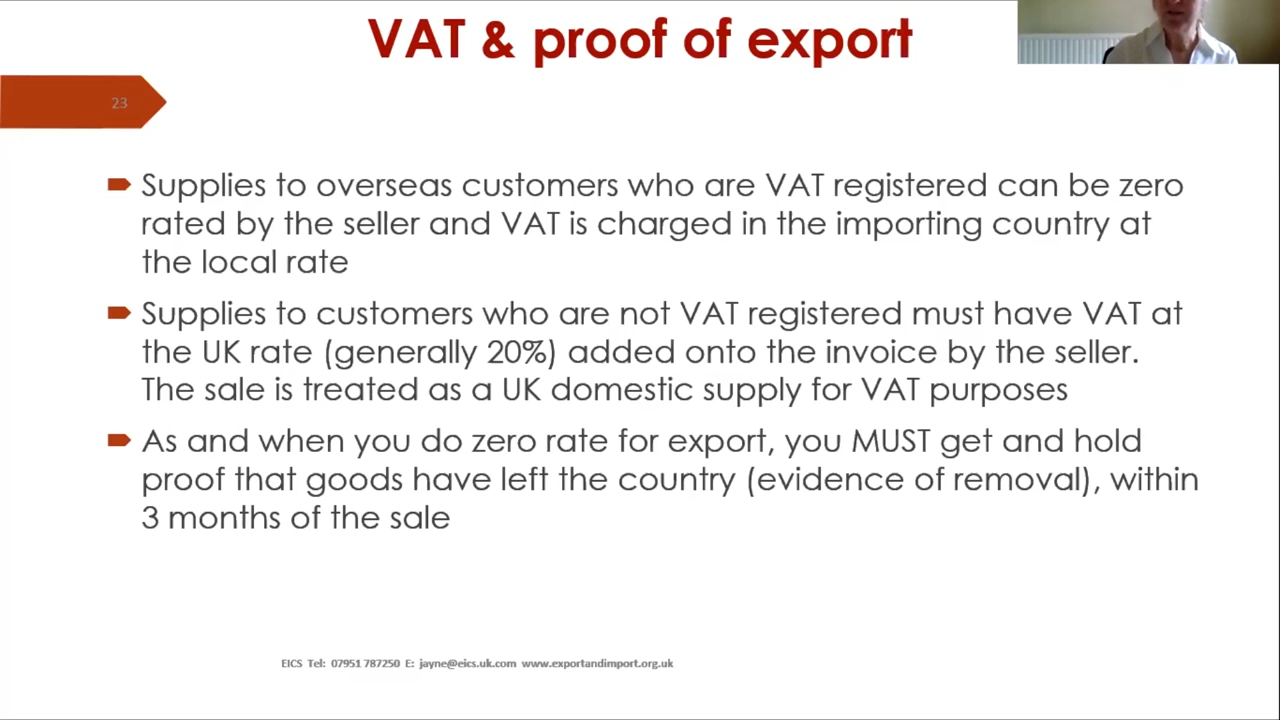 VAT & proof of export
23
Supplies to overseas customers who are VAT registered can be zero
rated by the seller and VAT is charged in the importing country at
the local rate
Supplies to customers who are not VAT registered must have VAT at
the UK rate (generally 20%) added onto the invoice by the seller.
The sale is treated as a UK domestic supply for VAT purposes
As and when you do zero rate for export, you MUST get and hold
proof that goods have left the country (evidence of removal), within
3 months of the sale
EICS Tel: 07951 787250 E: jayne@eics.uk.com www.exportandimport.org.uk